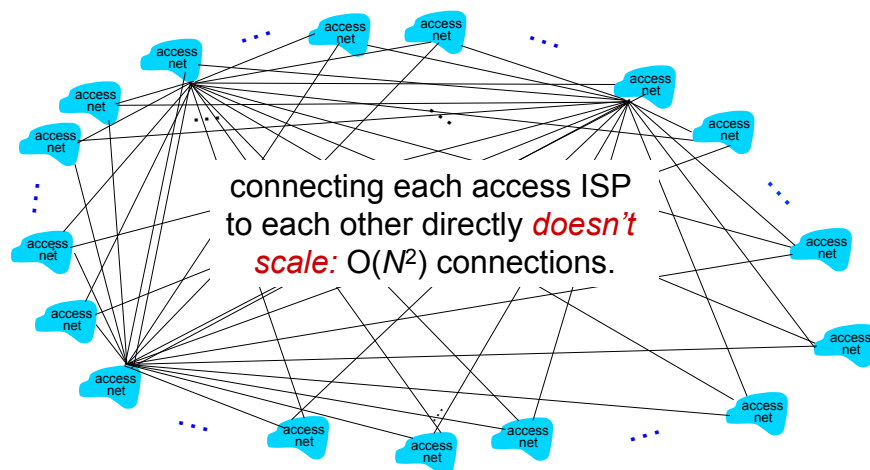 access
net
access
net
access
net
access
net
access
net
access
net
access
net
connecting each access ISP
to each other directly doesn't
scale: O(N²) connections.
access
net
access
net
access
net
access
net
access
net
access
net
access
net
access
net
access
net